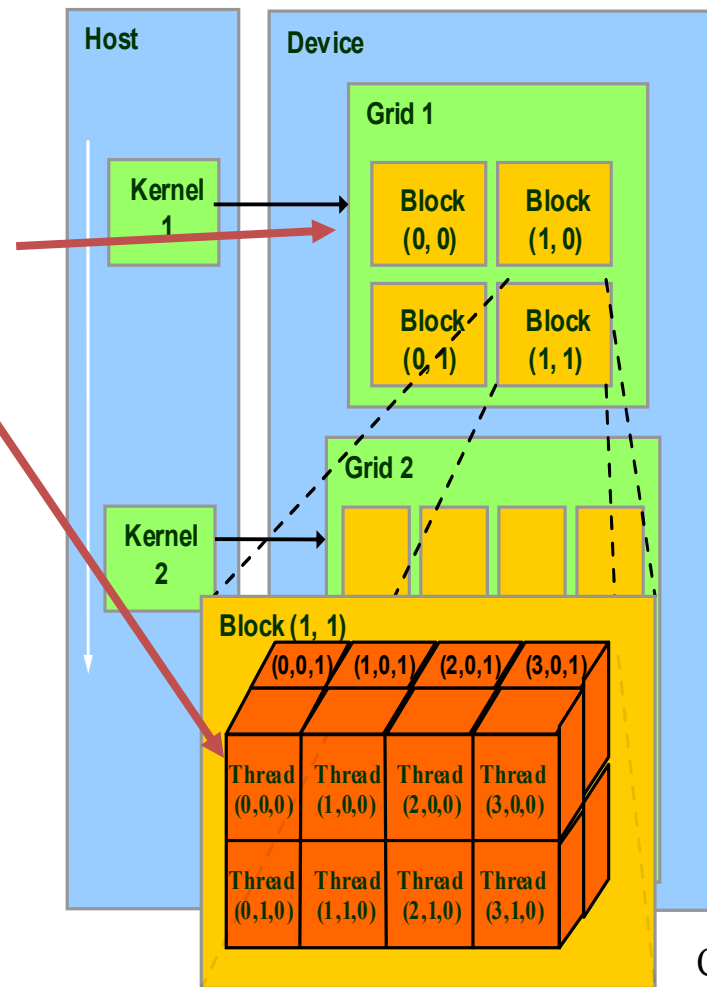 Host
Device
Grid 1
Kernel
1
Block
(0, 0)
Block
(1, 0)
Block
(0, 1)
Block
(1, 1)
Grid 2
Kernel
2
Block (1, 1)
(0,0,1) (1,0,1) (2,0,1) (3,0,1)
Thread
(0,0,0)
Thread
(1,0,0)
Thread
(2,0,0)
Thread
(3,0,0)
Thread
(0,1,0)
Thread
(1,1,0)
Thread
(2,1,0)
Thread
(3,1,0)